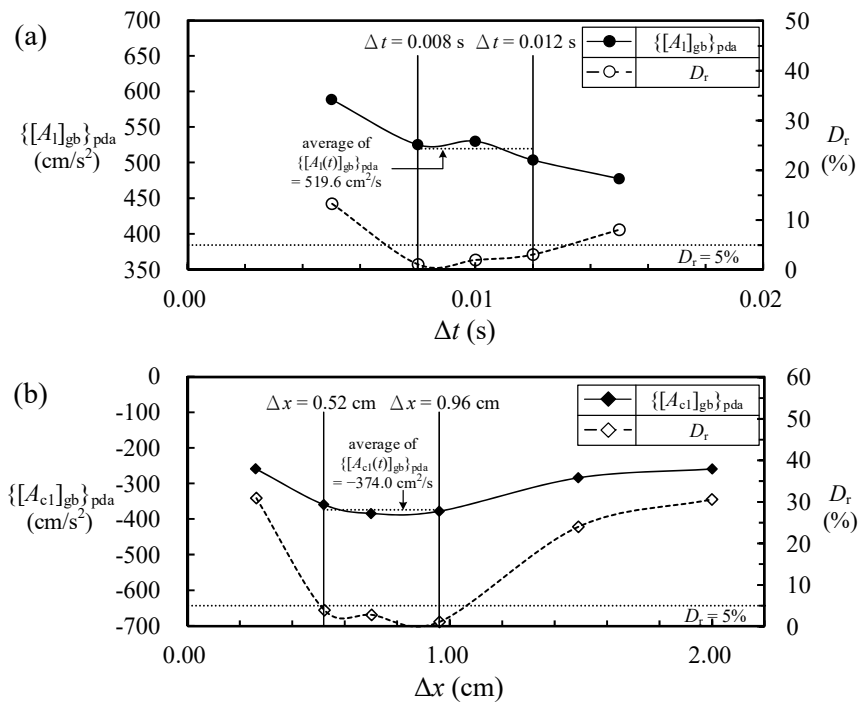 (a)
700
650
600
550
500
450
400
350
{[A₁]gb}pda
(cm/s²)
Δt = 0.008 s Δt = 0.012 s
{[A₁]gb}pda
Dr
average of
{[A₁(t)]gb}pda
= 519.6 cm²/s
Dr = 5%
50
40
30
20
10
0
Dr
(%)
0.00 0.01 0.02
Δt (s)
(b)
0
-100
-200
-300
-400
-500
-600
-700
{[Ac1]gb}pda
(cm/s²)
Δx = 0.52 cm Δx = 0.96 cm
{[Ac1]gb}pda
Dr
average of
{[Ac1(t)]gb}pda
= −374.0 cm²/s
Dr = 5%
60
50
40
30
20
10
0
Dr
(%)
0.00 1.00 2.00
Δx (cm)